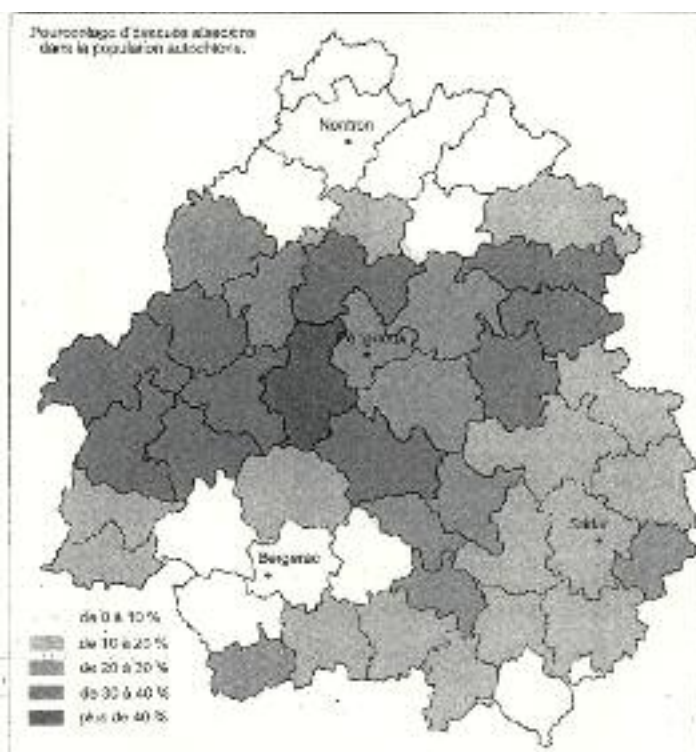 Pourcentage d'évacués alsaciens
dans la population autochtone.
Nontron
Périgueux
Sarlat
Bergerac
de 0 à 10 %
de 10 à 20 %
de 20 à 30 %
de 30 à 40 %
plus de 40 %